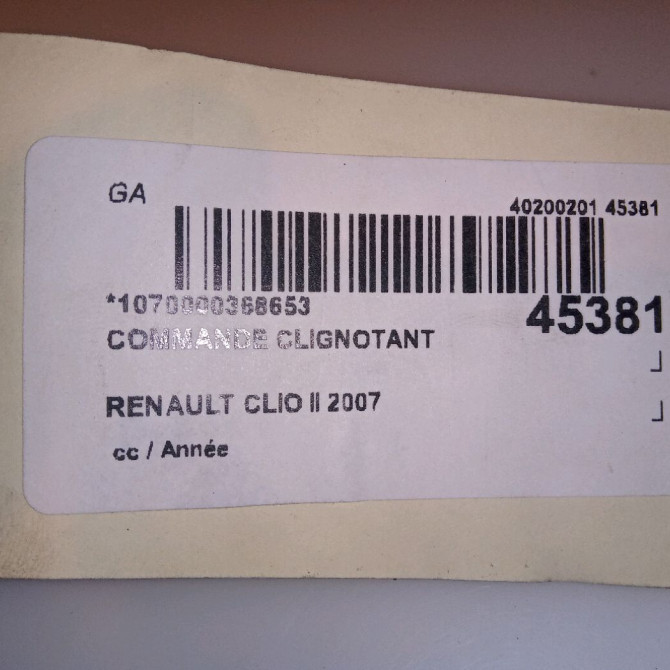 GA
40200201 45381
*1070000368653
45381
COMMANDE CLIGNOTANT
RENAULT CLIO II 2007
cc / Année